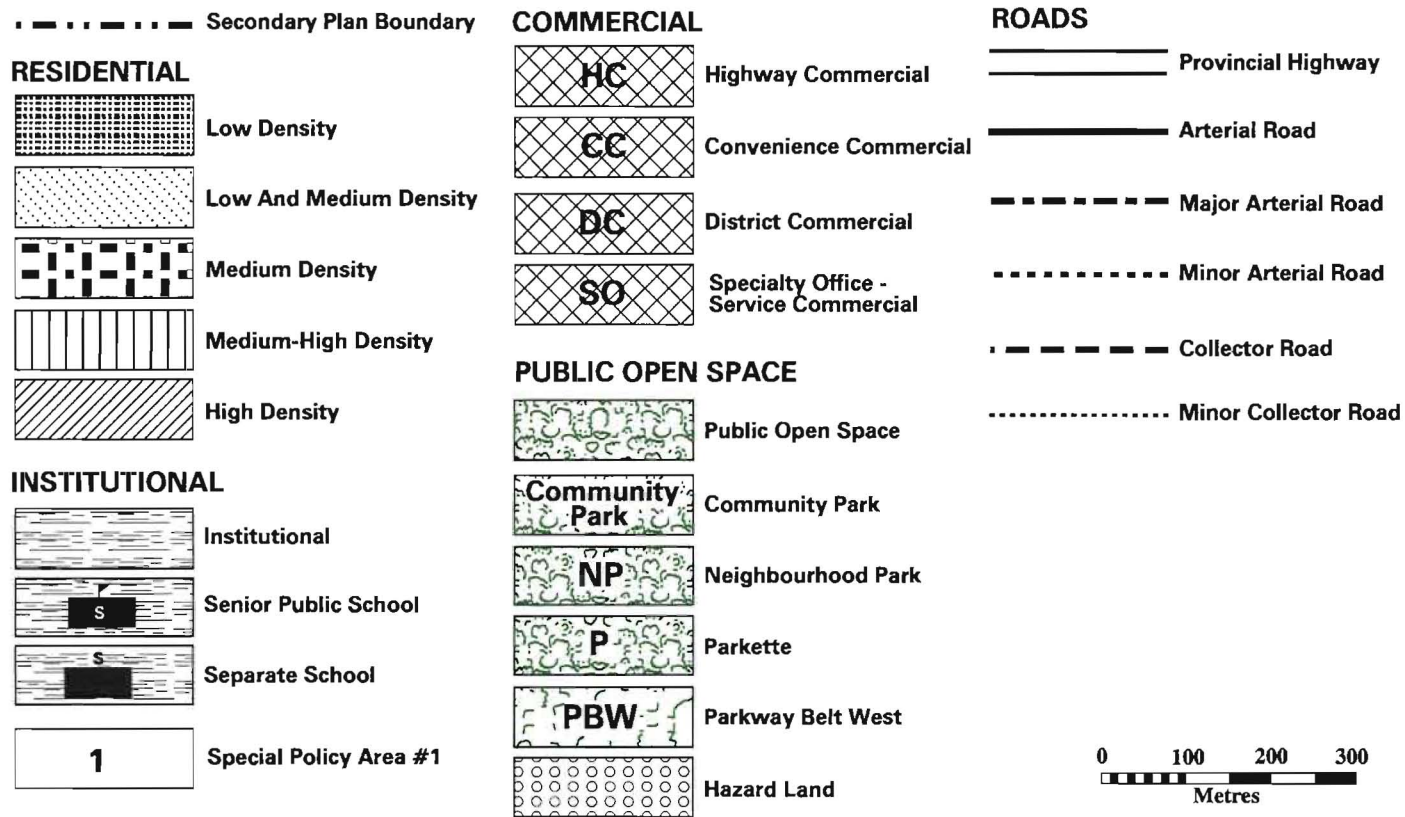 Secondary Plan Boundary
RESIDENTIAL
Low Density
Low And Medium Density
Medium Density
Medium-High Density
High Density
INSTITUTIONAL
Institutional
S
Senior Public School
S
Separate School
1
Special Policy Area #1
COMMERCIAL
HC
Highway Commercial
CC
Convenience Commercial
DC
District Commercial
SO
Specialty Office -
Service Commercial
PUBLIC OPEN SPACE
Public Open Space
Community
Park
Community Park
NP
Neighbourhood Park
P
Parkette
PBW
Parkway Belt West
Hazard Land
ROADS
Provincial Highway
Arterial Road
Major Arterial Road
Minor Arterial Road
Collector Road
Minor Collector Road
0 100 200 300
Metres